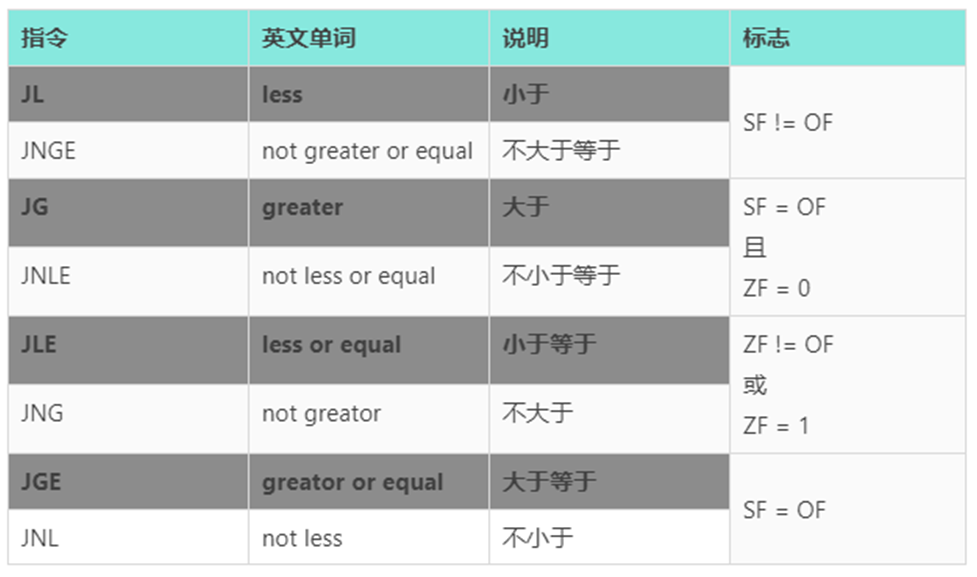 指令 英文单词 说明 标志
JL less 小于
SF != OF
JNGE not greater or equal 不大于等于
JG greater 大于 SF = OF
且
JNLE not less or equal 不小于等于 ZF = 0
JLE less or equal 小于等于 ZF != OF
或
JNG not greator 不大于 ZF = 1
JGE greator or equal 大于等于
SF = OF
JNL not less 不小于